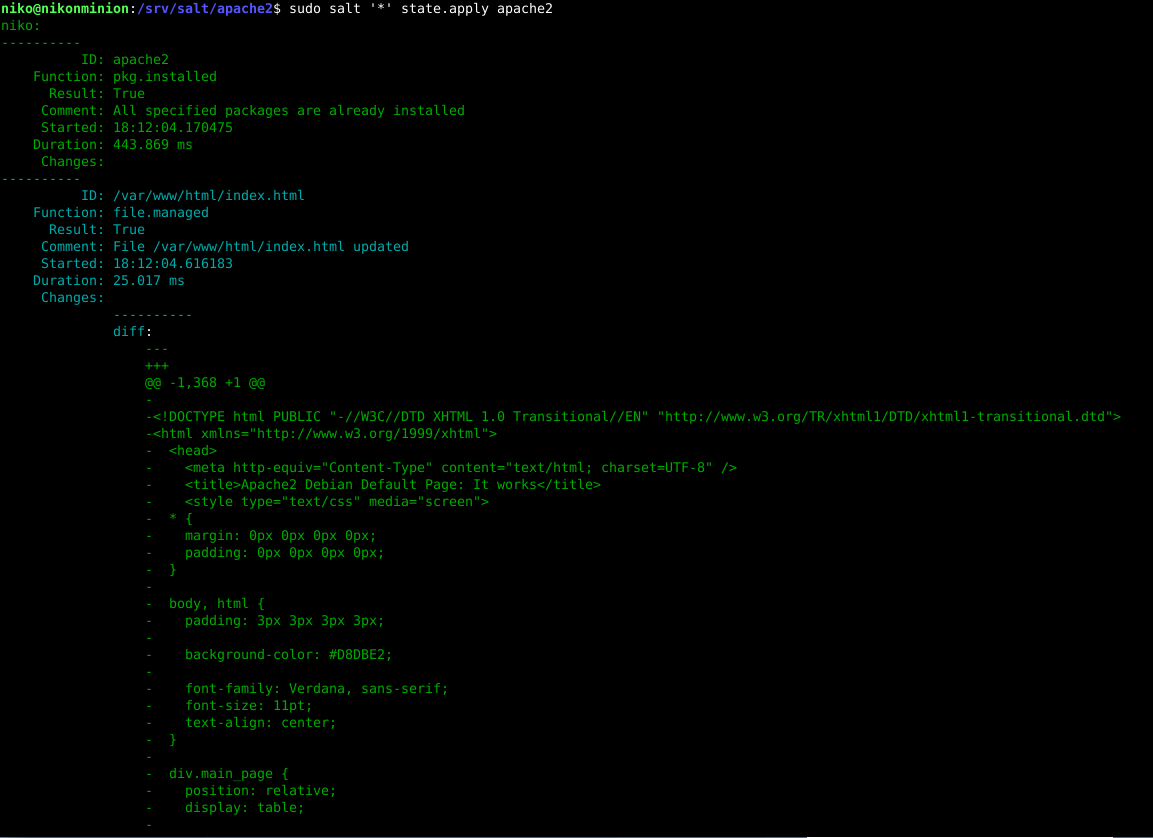 niko@nikonminion:/srv/salt/apache2$ sudo salt '*' state.apply apache2
niko:
----------
          ID: apache2
    Function: pkg.installed
      Result: True
     Comment: All specified packages are already installed
     Started: 18:12:04.170475
    Duration: 443.869 ms
     Changes:
----------
          ID: /var/www/html/index.html
    Function: file.managed
      Result: True
     Comment: File /var/www/html/index.html updated
     Started: 18:12:04.616183
    Duration: 25.017 ms
     Changes:
              ----------
              diff:
                  ---
                  +++
                  @@ -1,368 +1 @@
                  -
                  -<!DOCTYPE html PUBLIC "-//W3C//DTD XHTML 1.0 Transitional//EN" "http://www.w3.org/TR/xhtml1/DTD/xhtml1-transitional.dtd">
                  -<html xmlns="http://www.w3.org/1999/xhtml">
                  -  <head>
                  -    <meta http-equiv="Content-Type" content="text/html; charset=UTF-8" />
                  -    <title>Apache2 Debian Default Page: It works</title>
                  -    <style type="text/css" media="screen">
                  -  * {
                  -    margin: 0px 0px 0px 0px;
                  -    padding: 0px 0px 0px 0px;
                  -  }
                  -
                  -  body, html {
                  -    padding: 3px 3px 3px 3px;
                  -
                  -    background-color: #D8DBE2;
                  -
                  -    font-family: Verdana, sans-serif;
                  -    font-size: 11pt;
                  -    text-align: center;
                  -  }
                  -
                  -  div.main_page {
                  -    position: relative;
                  -    display: table;
                  -